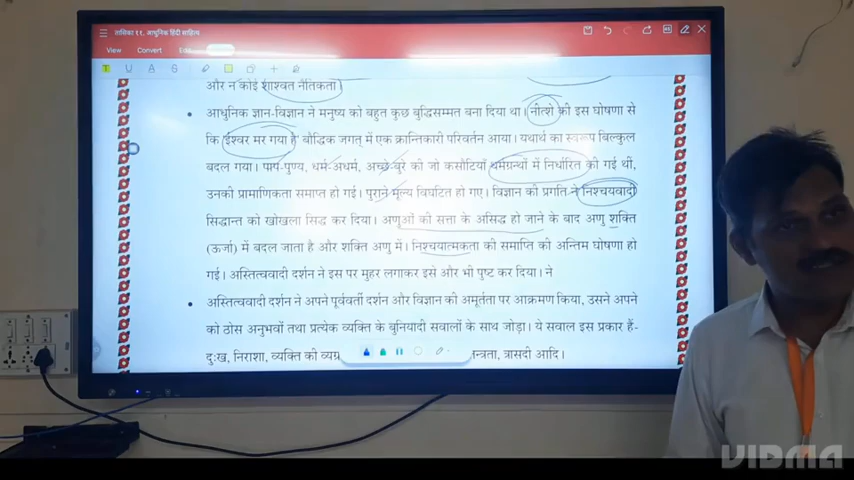 तासिका ११, आधुनिक हिंदी साहित्य
View Convert Edit
और न कोई शाश्वत नैतिकता।
• आधुनिक ज्ञान-विज्ञान ने मनुष्य को बहुत कुछ बुद्धिसम्मत बना दिया था। नीत्शे की इस घोषणा से
कि ईश्वर मर गया है बौद्धिक जगत् में एक क्रान्तिकारी परिवर्तन आया। यथार्थ का स्वरूप बिल्कुल
बदल गया। पाप-पुण्य, धर्म-अधर्म, अच्छे-बुरे की जो कसौटियाँ धर्मग्रन्थों में निर्धारित की गई थीं,
उनकी प्रामाणिकता समाप्त हो गई। पुराने मूल्य विघटित हो गए। विज्ञान की प्रगति ने निश्चयवादी
सिद्धान्त को खोखला सिद्ध कर दिया। अणुओं की सत्ता के असिद्ध हो जाने के बाद अणु शक्ति
(ऊर्जा) में बदल जाता है और शक्ति अणु में। निश्चयात्मकता की समाप्ति की अन्तिम घोषणा हो
गई। अस्तित्ववादी दर्शन ने इस पर मुहर लगाकर इसे और भी पुष्ट कर दिया। ने
• अस्तित्ववादी दर्शन ने अपने पूर्ववर्ती दर्शन और विज्ञान की अमूर्तता पर आक्रमण किया, उसने अपने
को ठोस अनुभवों तथा प्रत्येक व्यक्ति के बुनियादी सवालों के साथ जोड़ा। ये सवाल इस प्रकार हैं-
दुःख, निराशा, व्यक्ति की व्यग्र न्त्रता, त्रासदी आदि।
VIDMA